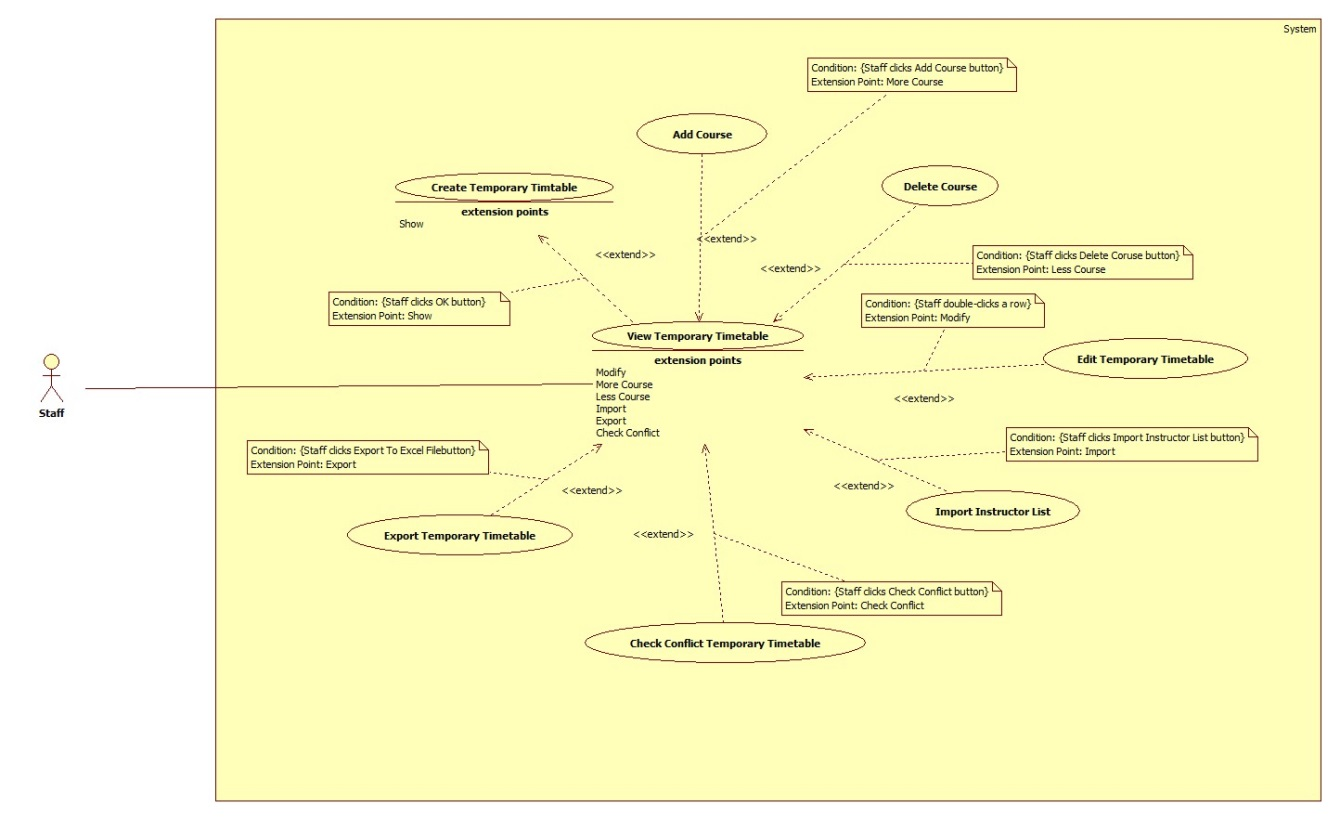 System
Condition: {Staff clicks Add Course button}
Extension Point: More Course
Add Course
Create Temporary Timtable
extension points
Show
Delete Course
<<extend>>
<<extend>>
<<extend>>
Condition: {Staff clicks Delete Coruse button}
Extension Point: Less Course
Condition: {Staff clicks OK button}
Extension Point: Show
Condition: {Staff double-clicks a row}
Extension Point: Modify
View Temporary Timetable
extension points
Modify
More Course
Less Course
Import
Export
Check Conflict
Edit Temporary Timetable
<<extend>>
Staff
Condition: {Staff clicks Export To Excel Filebutton}
Extension Point: Export
Condition: {Staff clicks Import Instructor List button}
Extension Point: Import
<<extend>>
<<extend>>
Import Instructor List
Export Temporary Timetable
<<extend>>
Condition: {Staff clicks Check Conflict button}
Extension Point: Check Conflict
Check Conflict Temporary Timetable